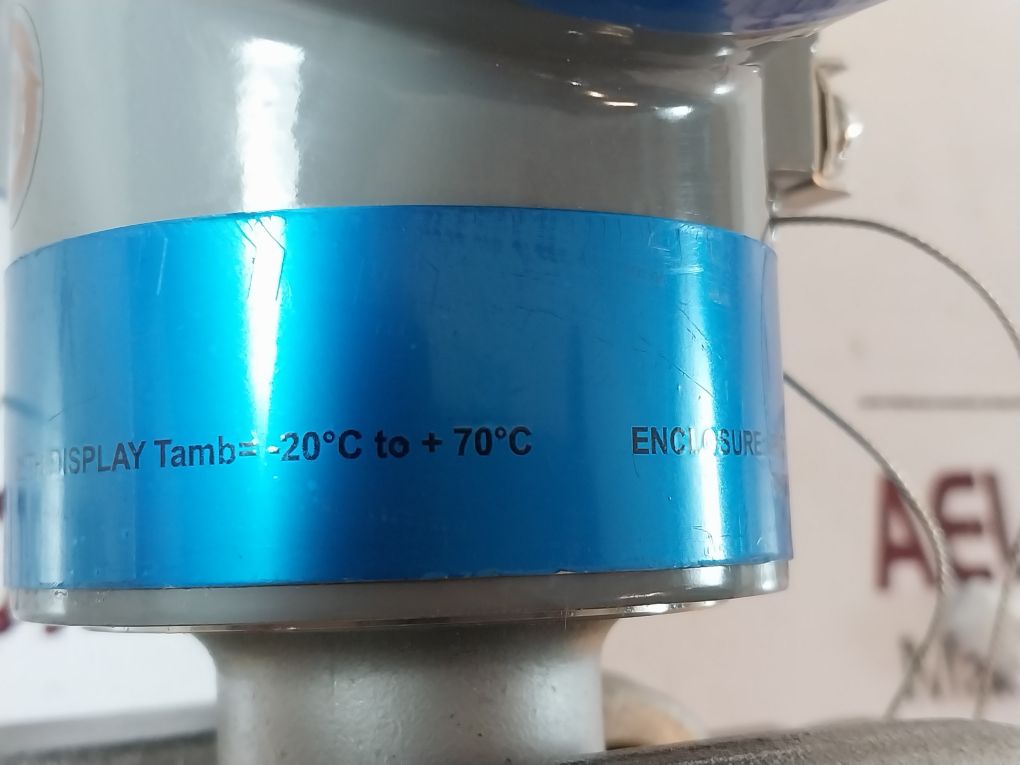 DISPLAY Tamb= -20°C to + 70°C ENCLOSURE